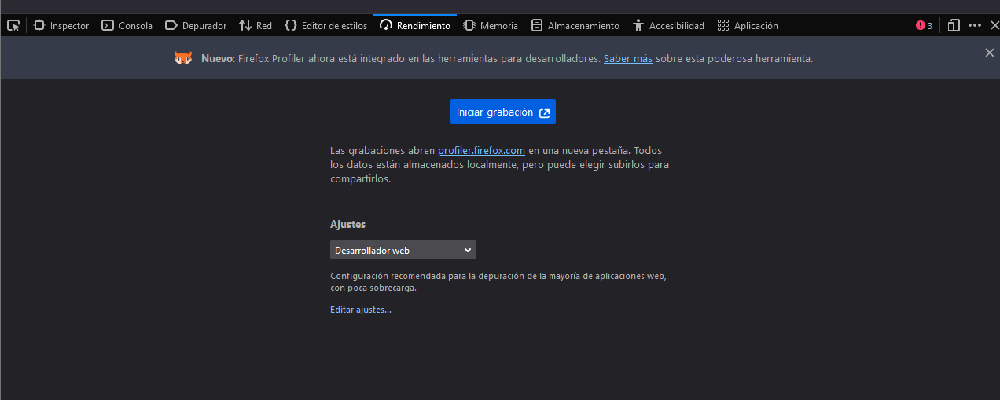 Inspector Consola Depurador Red Editor de estilos Rendimiento Memoria Almacenamiento Accesibilidad Aplicación 3
Nuevo: Firefox Profiler ahora está integrado en las herramientas para desarrolladores. Saber más sobre esta poderosa herramienta.
Iniciar grabación
Las grabaciones abren profiler.firefox.com en una nueva pestaña. Todos
los datos están almacenados localmente, pero puede elegir subirlos para
compartirlos.
Ajustes
Desarrollador web
Configuración recomendada para la depuración de la mayoría de aplicaciones web,
con poca sobrecarga.
Editar ajustes...